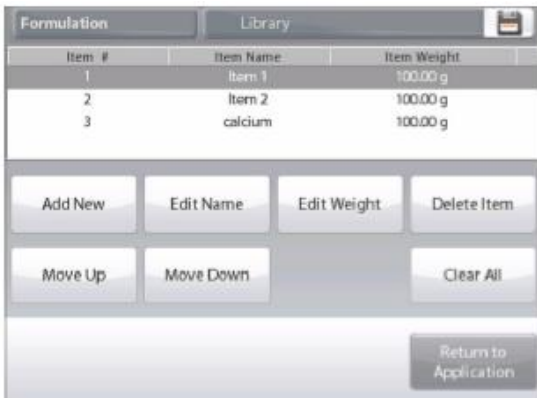 Formulation Library
Item # Item Name Item Weight
1 Item 1 100.00 g
2 Item 2 100.00 g
3 calcium 100.00 g
Add New Edit Name Edit Weight Delete Item
Move Up Move Down Clear All
Return to
Application